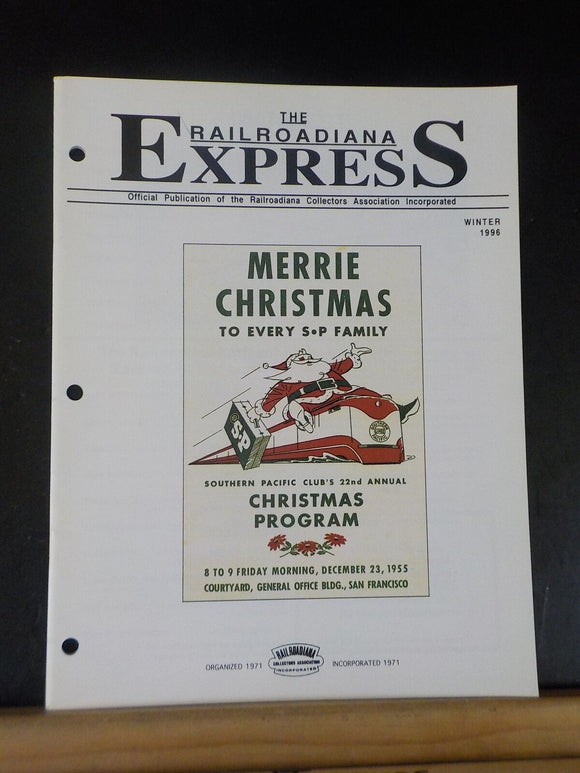 THE
RAILROADIANA
EXPRESS
Official Publication of the Railroadiana Collectors Association Incorporated
WINTER
1996
MERRIE
CHRISTMAS
TO EVERY S•P FAMILY
SP
SOUTHERN PACIFIC CLUB'S 22nd ANNUAL
CHRISTMAS
PROGRAM
8 TO 9 FRIDAY MORNING, DECEMBER 23, 1955
COURTYARD, GENERAL OFFICE BLDG., SAN FRANCISCO
ORGANIZED 1971
RAILROADIANA
COLLECTORS ASSOCIATION
INCORPORATED
INCORPORATED 1971